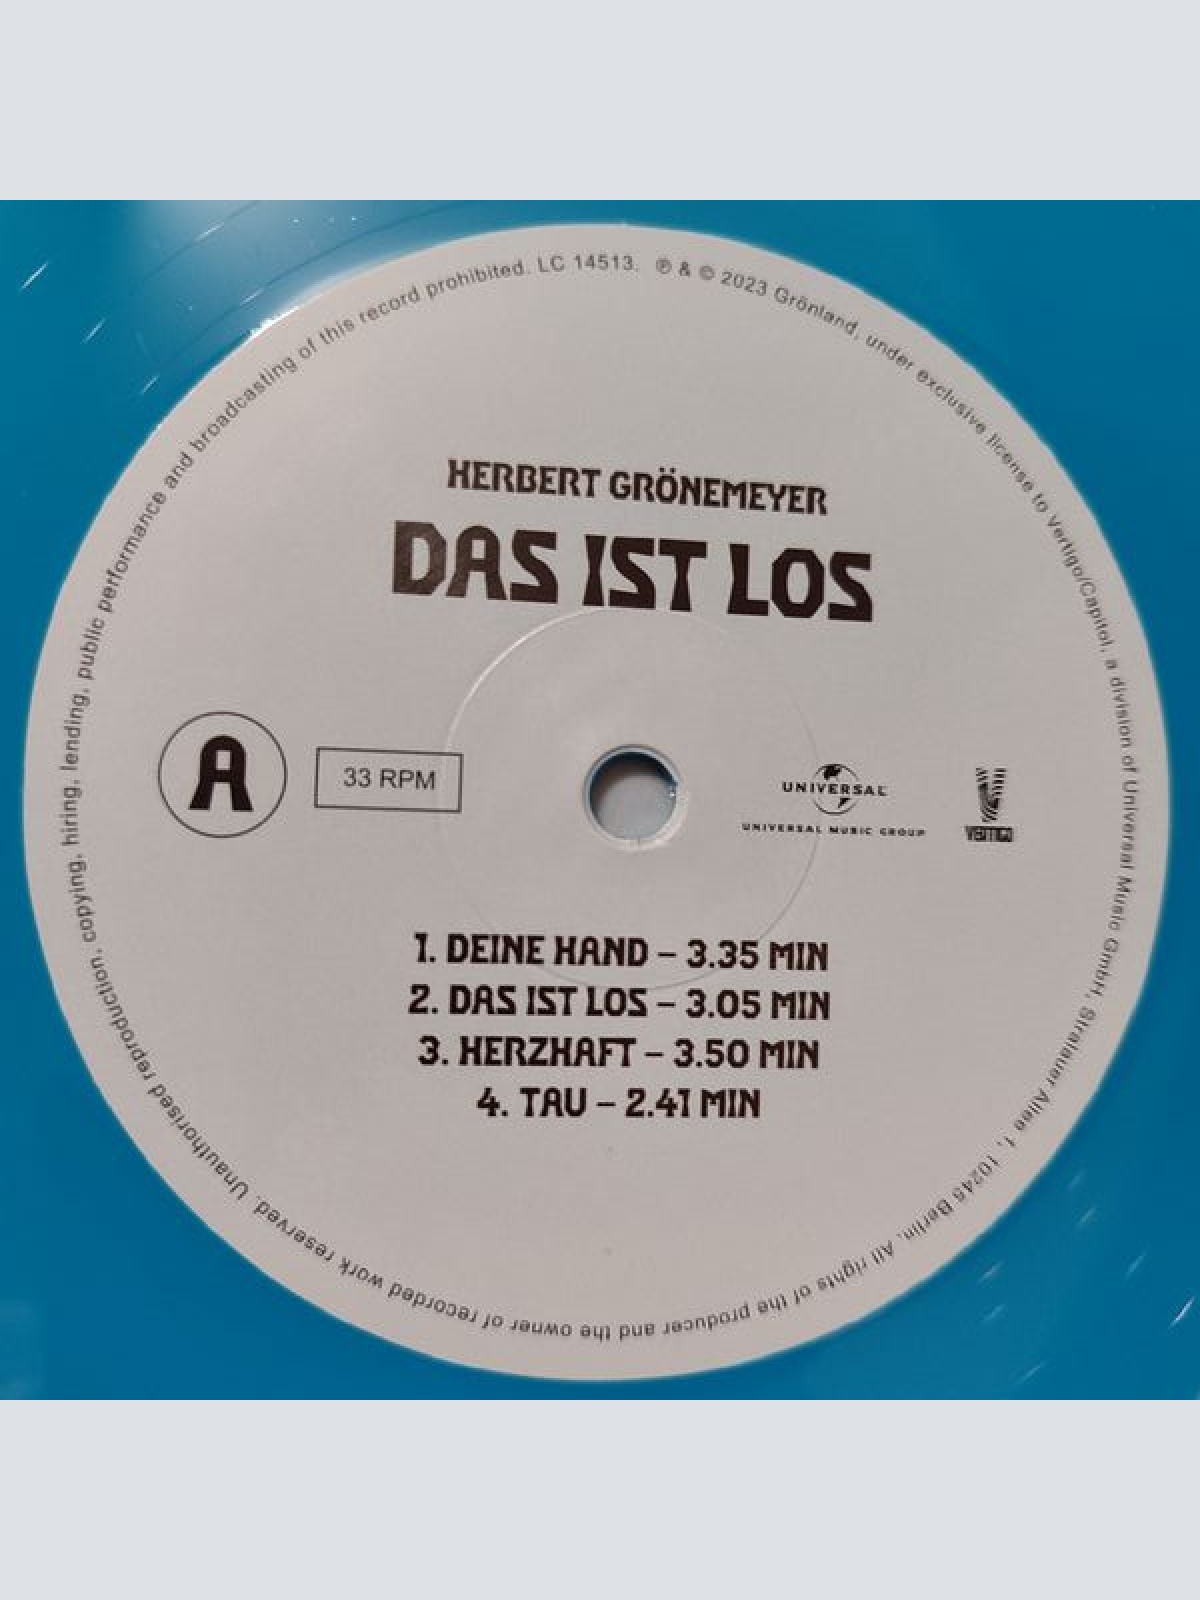 HERBERT GRÖNEMEYER
DAS IST LOS
A
33 RPM
UNIVERSAL
UNIVERSAL MUSIC GROUP
VERTIGO
1. DEINE HAND – 3.35 MIN
2. DAS IST LOS – 3.05 MIN
3. HERZHAFT – 3.50 MIN
4. TAU – 2.41 MIN
℗ & © 2023 Grönland, under exclusive license to Vertigo/Capitol, a division of Universal Music GmbH, Stralauer Allee 1, 10245 Berlin. All rights of the producer and the owner of recorded work reserved. Unauthorised reproduction, copying, hiring, lending, public performance and broadcasting of this record prohibited. LC 14513.